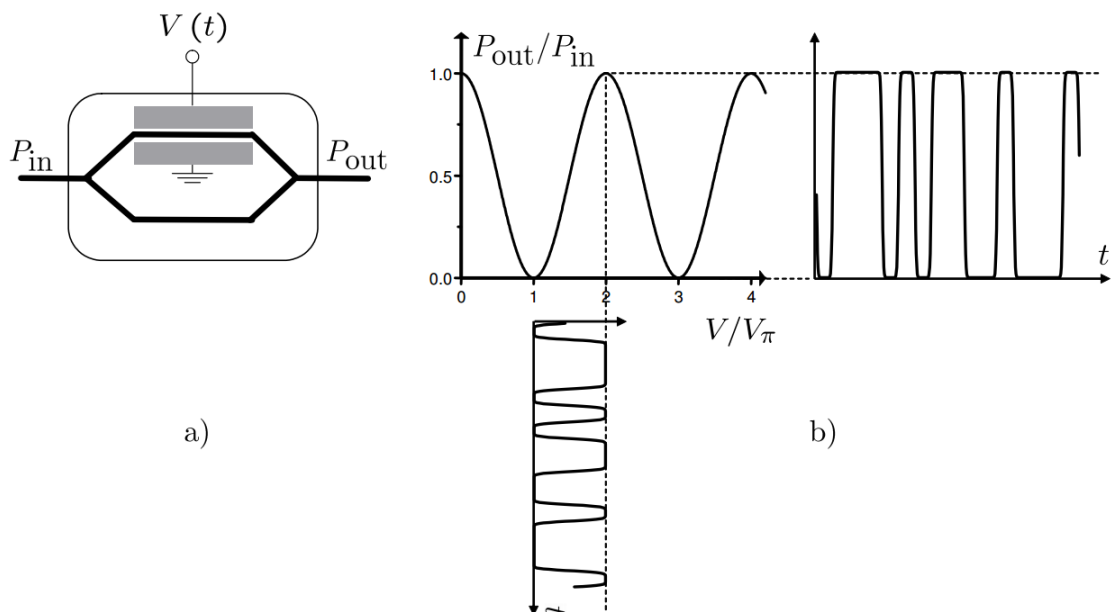 V (t)
P_in
P_out
a)
P_out/P_in
1.0
0.5
0.0
0 1 2 3 4
V/V_π
t
t
b)